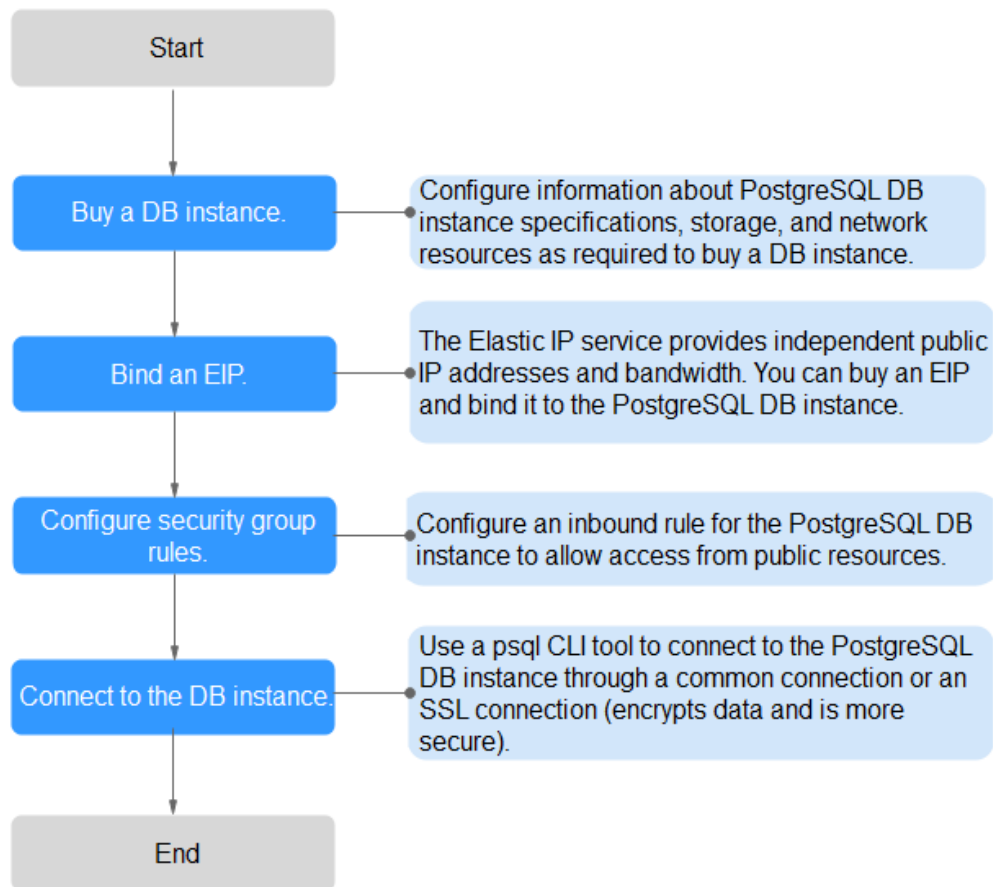 Start
Buy a DB instance.
Configure information about PostgreSQL DB
instance specifications, storage, and network
resources as required to buy a DB instance.
Bind an EIP.
The Elastic IP service provides independent public
IP addresses and bandwidth. You can buy an EIP
and bind it to the PostgreSQL DB instance.
Configure security group
rules.
Configure an inbound rule for the PostgreSQL DB
instance to allow access from public resources.
Connect to the DB instance.
Use a psql CLI tool to connect to the PostgreSQL
DB instance through a common connection or an
SSL connection (encrypts data and is more
secure).
End